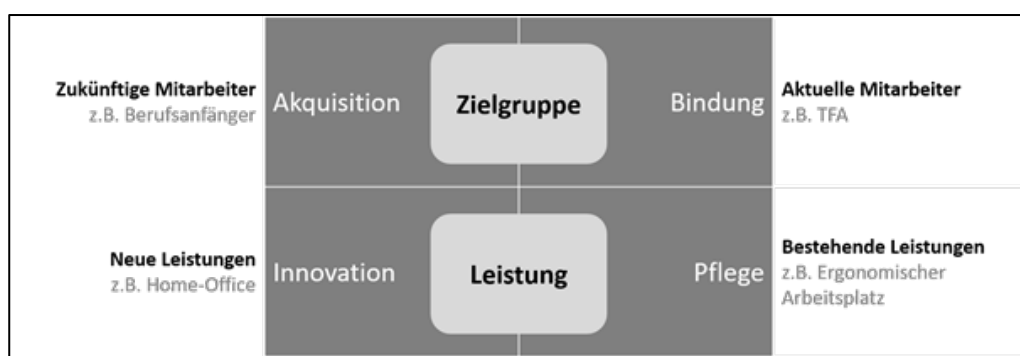 Zukünftige Mitarbeiter
z.B. Berufsanfänger
Akquisition
Zielgruppe
Bindung
Aktuelle Mitarbeiter
z.B. TFA
Neue Leistungen
z.B. Home-Office
Innovation
Leistung
Pflege
Bestehende Leistungen
z.B. Ergonomischer
Arbeitsplatz